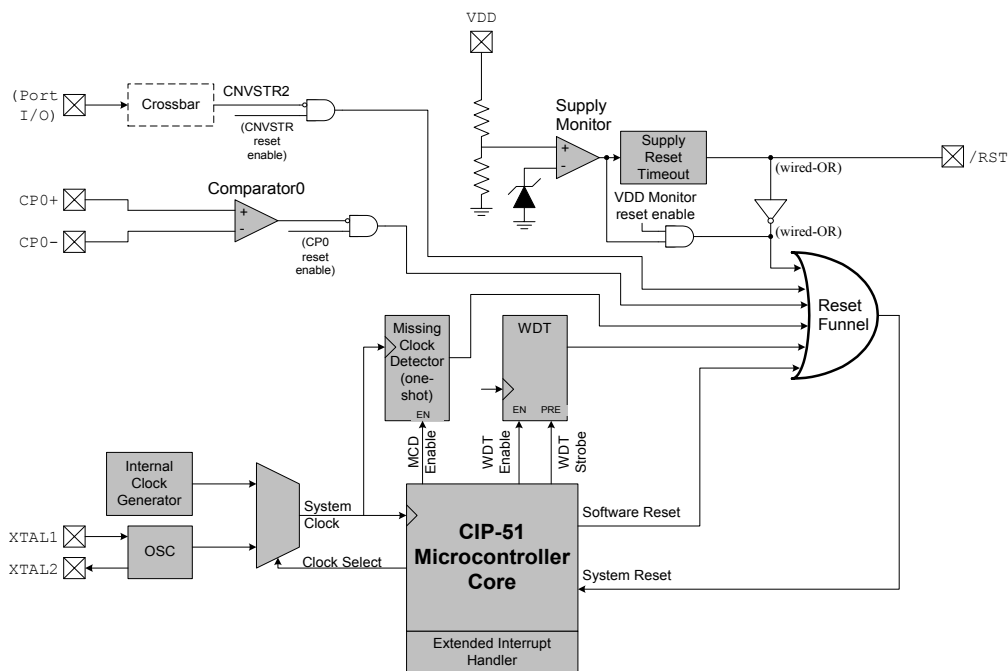 VDD
(Port
I/O)
Crossbar
CNVSTR2
(CNVSTR
reset
enable)
Supply
Monitor
+
-
Supply
Reset
Timeout
(wired-OR)
/RST
VDD Monitor
reset enable
(wired-OR)
CP0+
CP0-
Comparator0
+
-
(CP0
reset
enable)
Reset
Funnel
Missing
Clock
Detector
(one-
shot)
EN
WDT
EN
PRE
MCD
Enable
WDT
Enable
WDT
Strobe
Internal
Clock
Generator
System
Clock
XTAL1
XTAL2
OSC
Clock Select
CIP-51
Microcontroller
Core
Software Reset
System Reset
Extended Interrupt
Handler